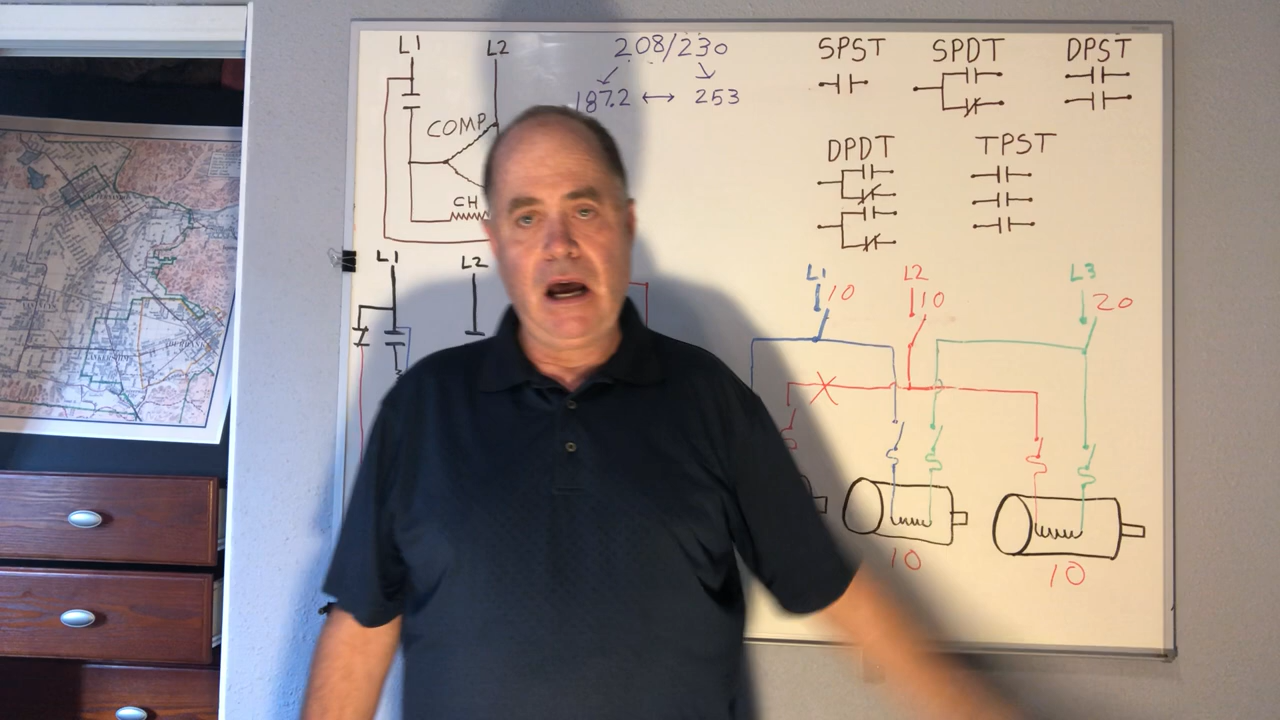 L1
L2
208/230
187.2 ↔ 253
SPST
SPDT
DPST
COMP
CH
DPDT
TPST
L1
L2
L1
10
L2
10
L3
20
10
10